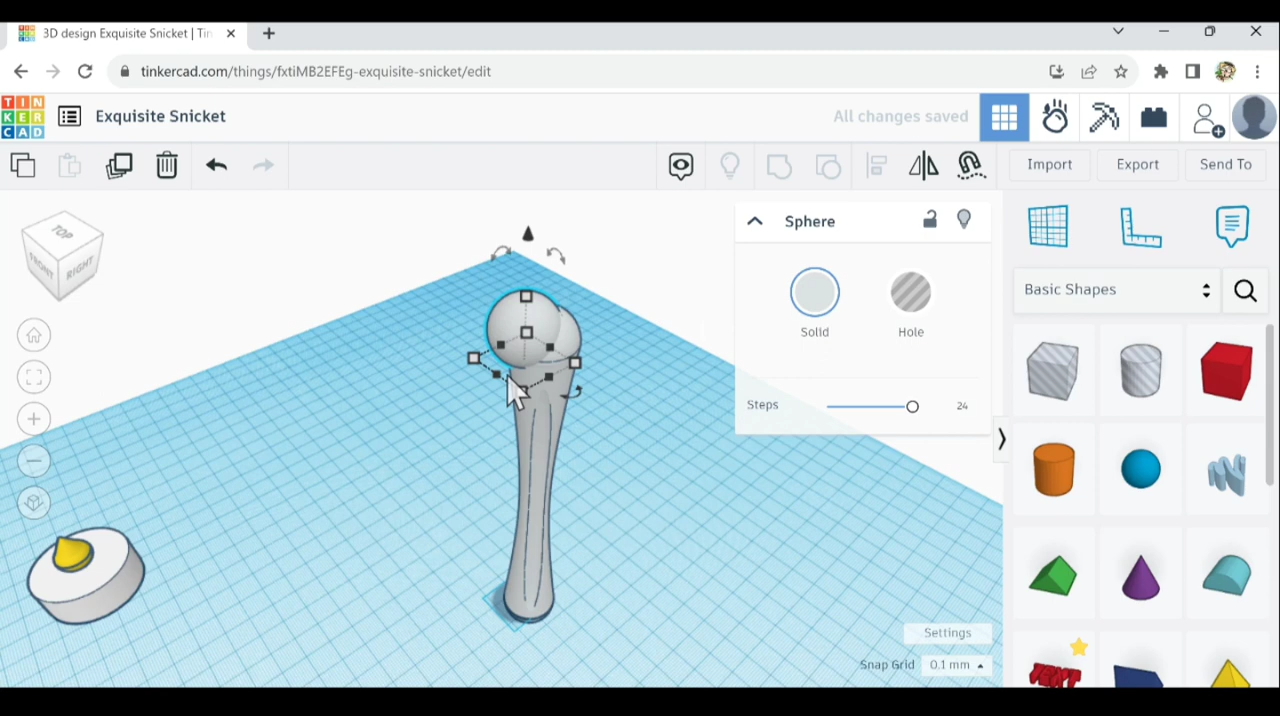 3D design Exquisite Snicket | Tin
tinkercad.com/things/fxtiMB2EFEg-exquisite-snicket/edit
TIN
KER
CAD
Exquisite Snicket
All changes saved
Import
Export
Send To
TOP
FRONT
RIGHT
Sphere
Solid
Hole
Steps
24
Basic Shapes
TEXT
Settings
Snap Grid
0.1 mm